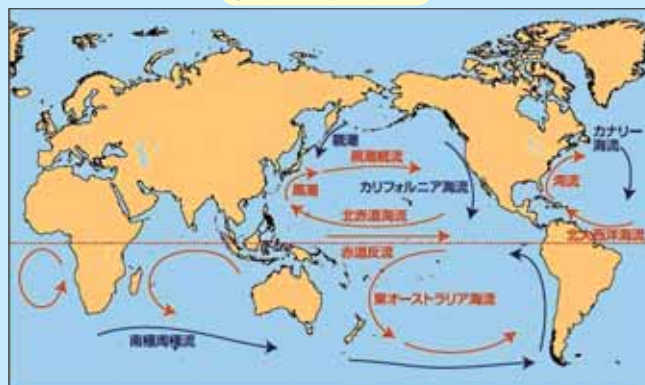 親潮
黒潮続流
黒潮
カリフォルニア海流
北赤道海流
赤道反流
東オーストラリア海流
南極周極流
カナリー
海流
湾流
北大西洋海流